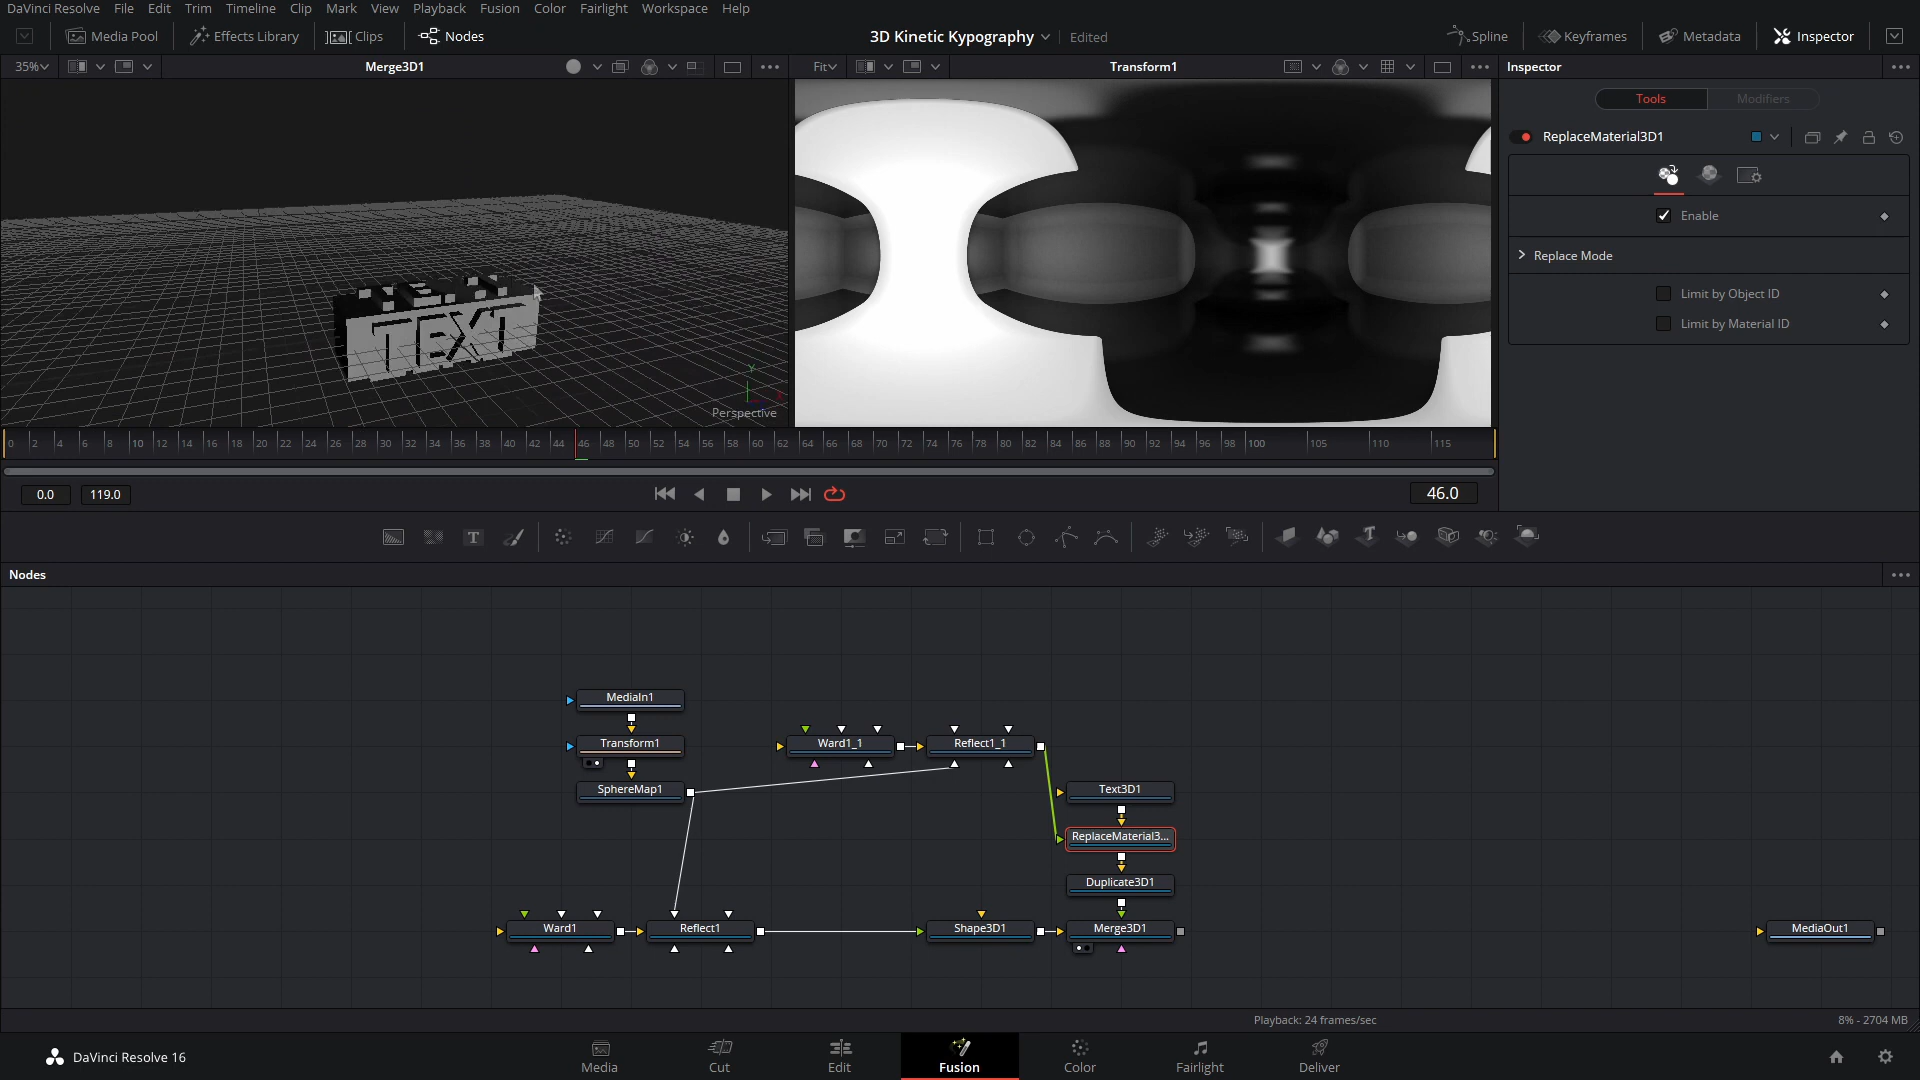 DaVinci Resolve File Edit Trim Timeline Clip Mark View Playback Fusion Color Fairlight Workspace Help
Media Pool Effects Library Clips Nodes 3D Kinetic Kypography Edited Spline Keyframes Metadata Inspector
35% Merge3D1 Fit Transform1 Inspector
Tools Modifiers
ReplaceMaterial3D1
Enable
Replace Mode
Limit by Object ID
Limit by Material ID
TEXT
Y
X
Perspective
0 2 4 6 8 10 12 14 16 18 20 22 24 26 28 30 32 34 36 38 40 42 44 46 48 50 52 54 56 58 60 62 64 66 68 70 72 74 76 78 80 82 84 86 88 90 92 94 96 98 100 105 110 115
0.0 119.0 46.0
T T
Nodes
MediaIn1
Transform1 Ward1_1 Reflect1_1
SphereMap1 Text3D1
ReplaceMaterial3...
Duplicate3D1
Ward1 Reflect1 Shape3D1 Merge3D1 MediaOut1
Playback: 24 frames/sec 8% - 2704 MB
DaVinci Resolve 16 Media Cut Edit Fusion Color Fairlight Deliver